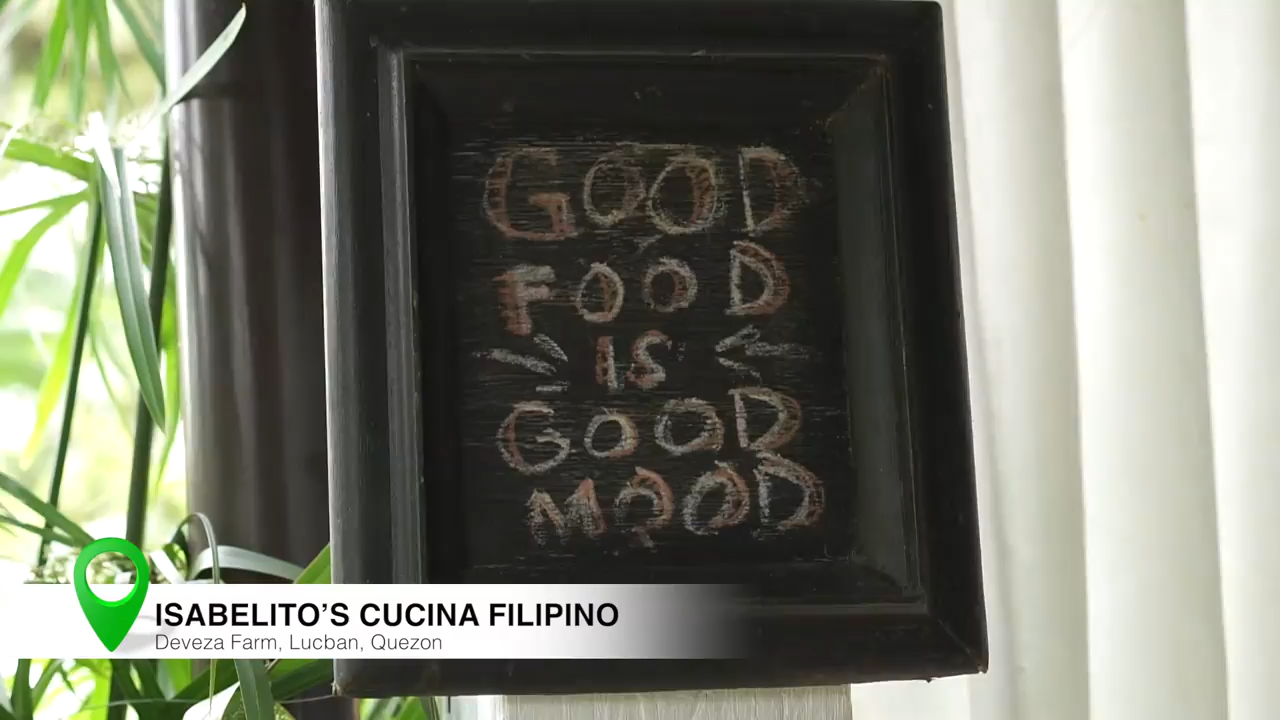 GOOD
FOOD
IS
GOOD
MOOD
ISABELITO'S CUCINA FILIPINO
Deveza Farm, Lucban, Quezon